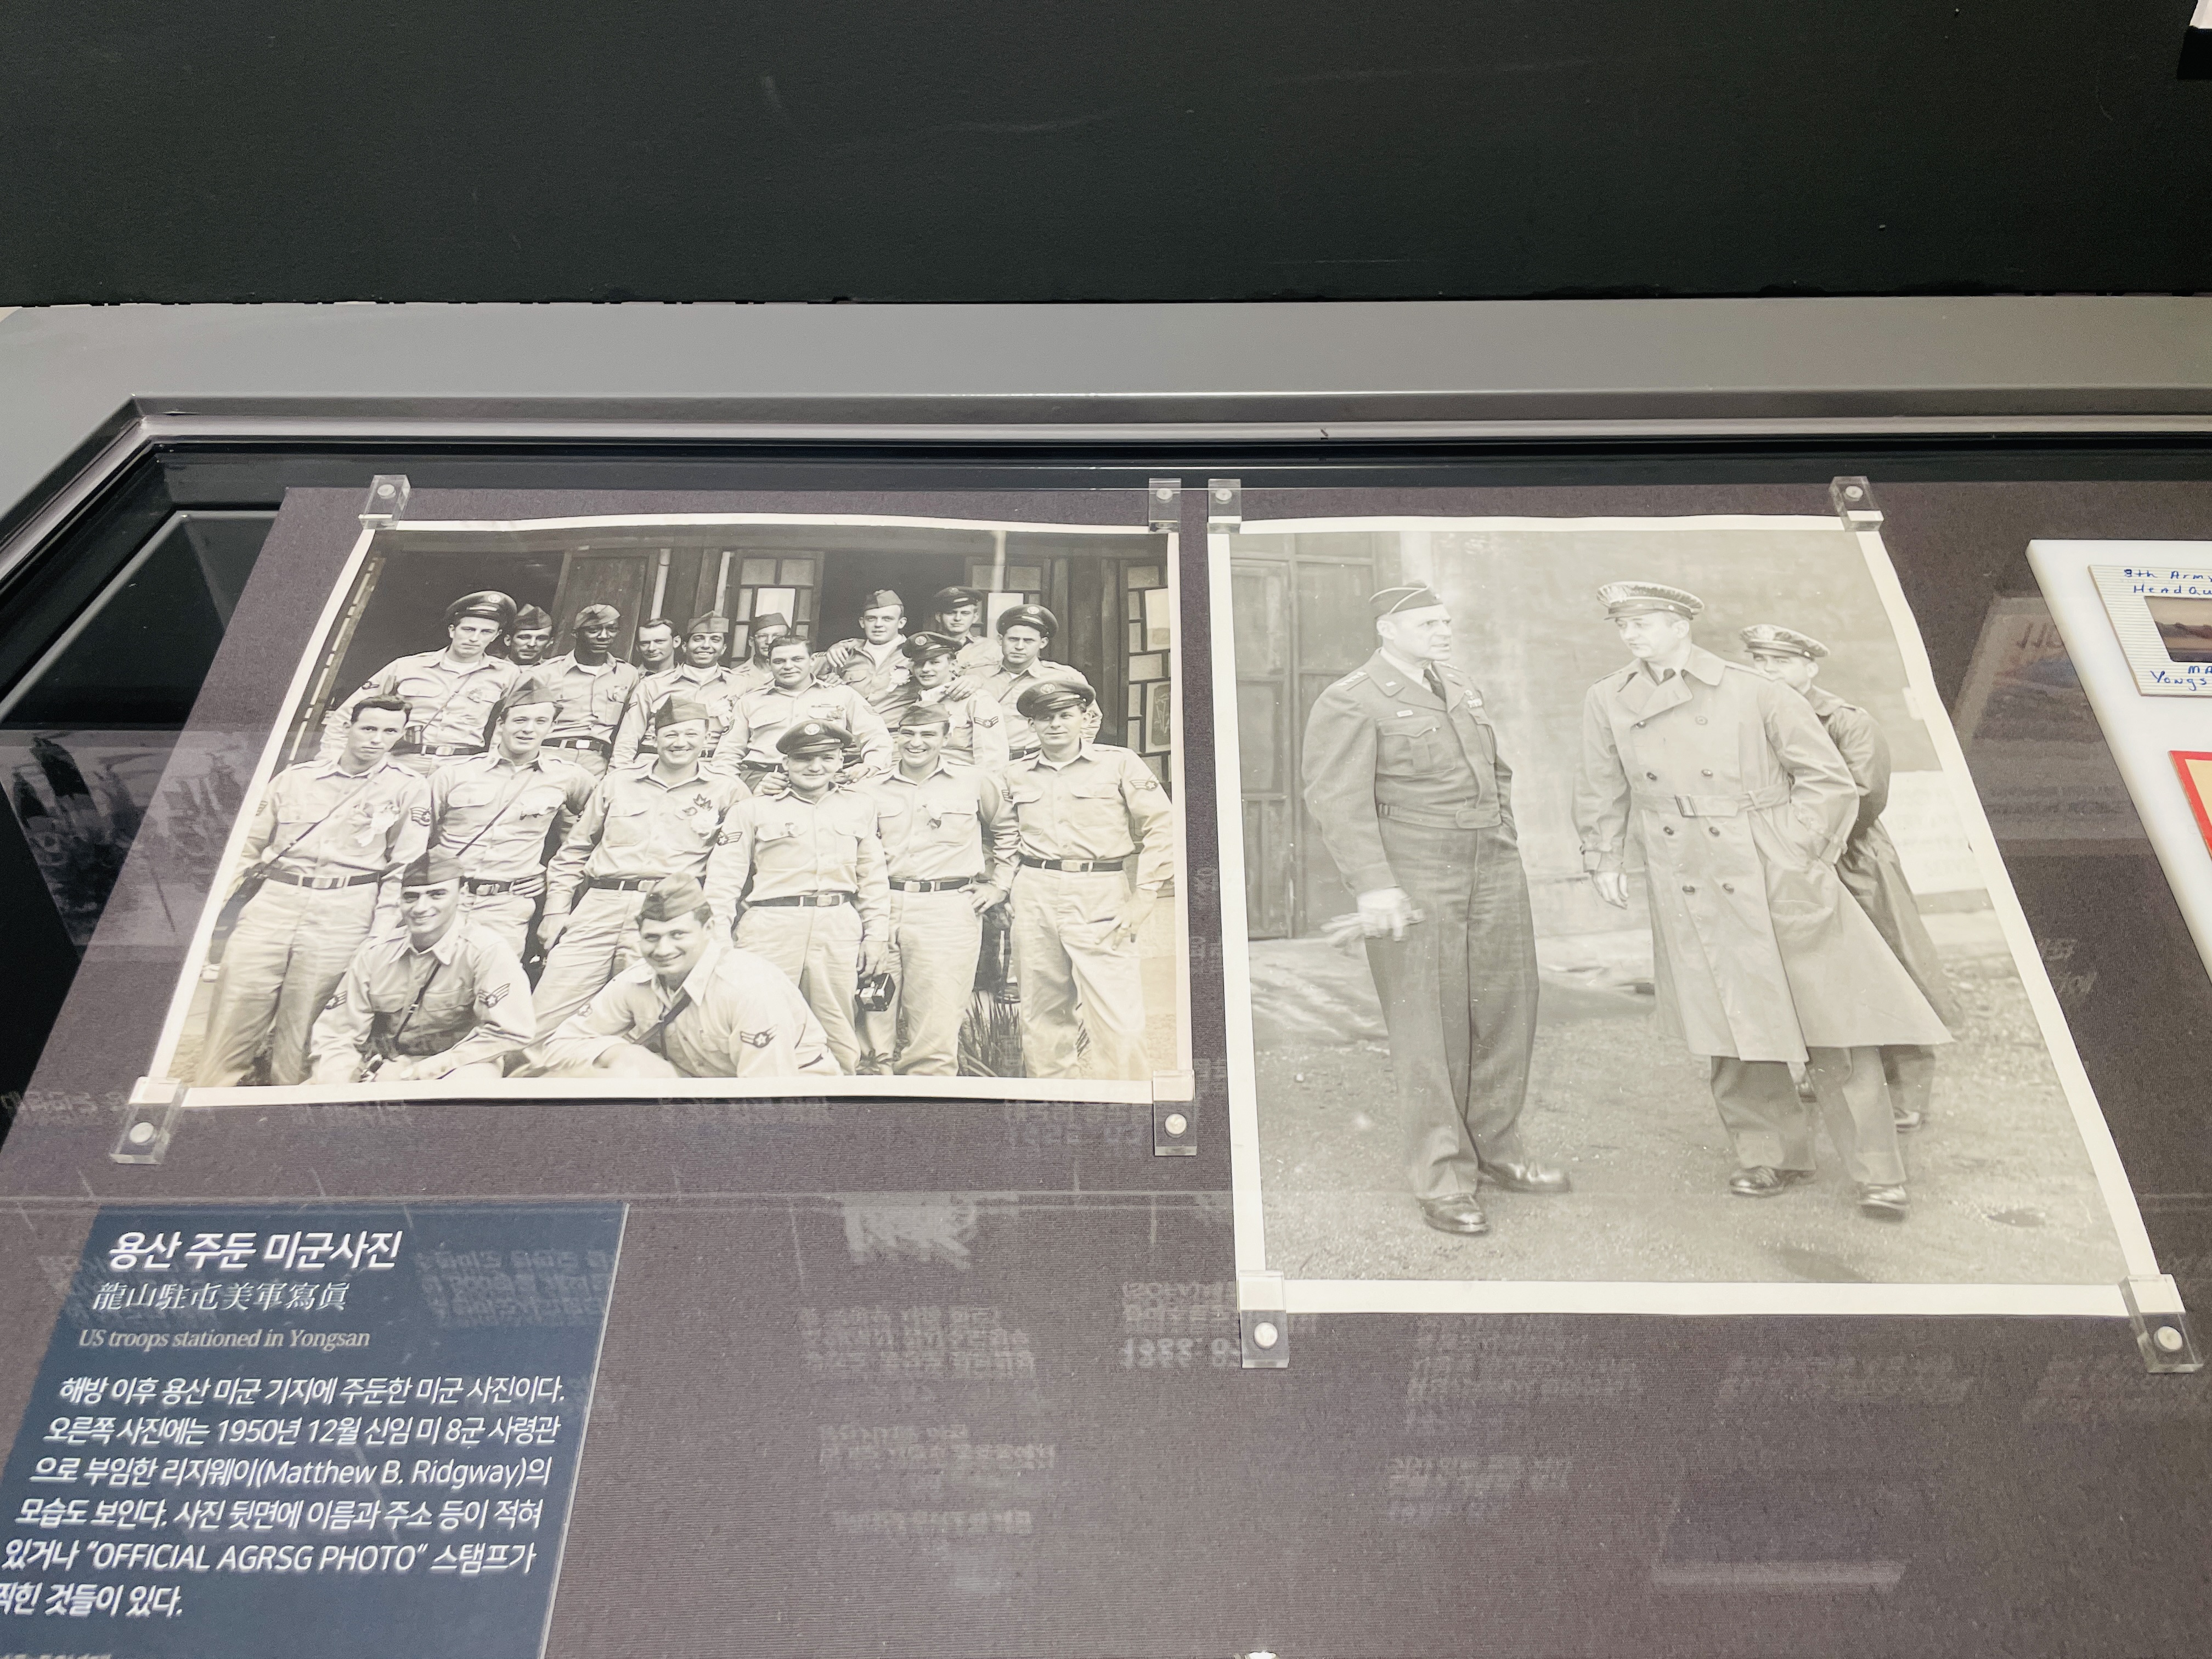 용산 주둔 미군사진
龍山駐屯美軍寫眞
US troops stationed in Yongsan
해방 이후 용산 미군 기지에 주둔한 미군 사진이다.
오른쪽 사진에는 1950년 12월 신임 미 8군 사령관
으로 부임한 리지웨이(Matthew B. Ridgway)의
모습도 보인다. 사진 뒷면에 이름과 주소 등이 적혀
있거나 “OFFICIAL AGRSG PHOTO” 스탬프가
찍힌 것들이 있다.
8th Army